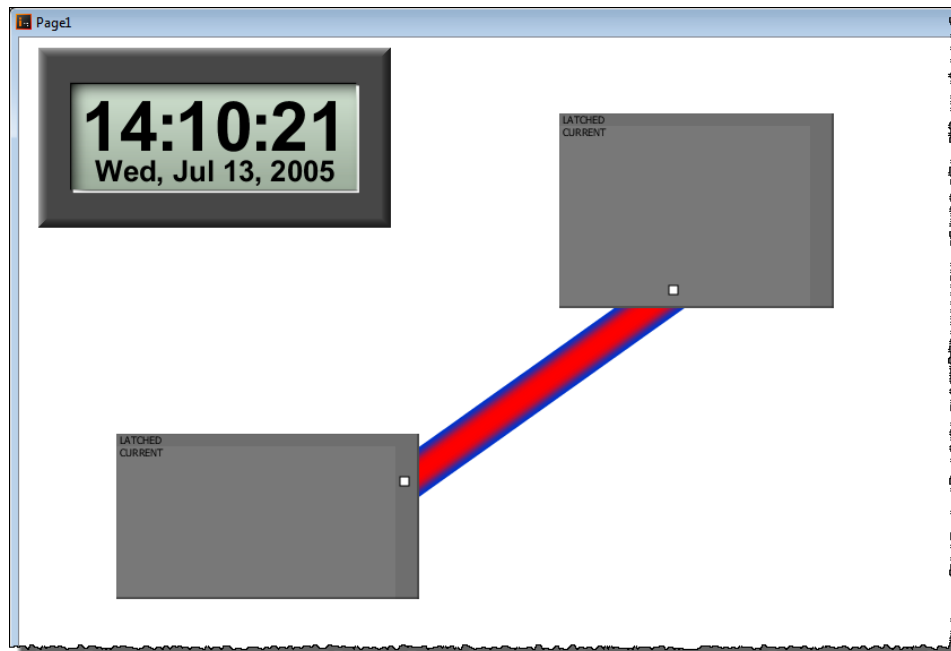 Page1
14:10:21
Wed, Jul 13, 2005
LATCHED
CURRENT
LATCHED
CURRENT